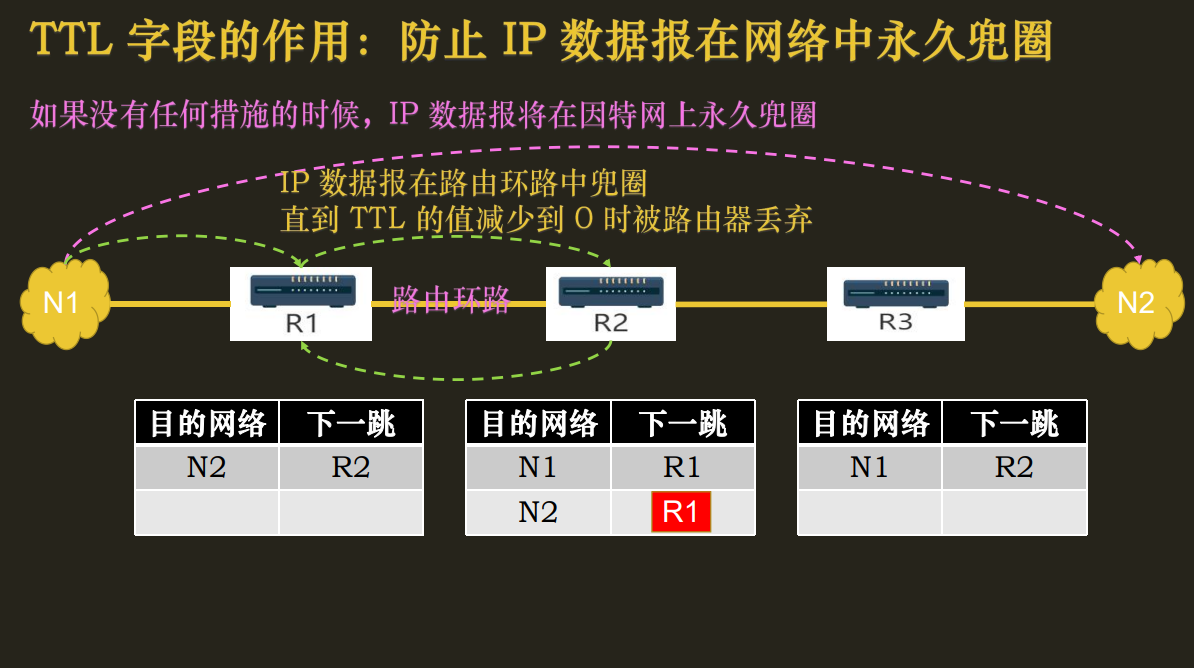 TTL 字段的作用：防止 IP 数据报在网络中永久兜圈
如果没有任何措施的时候，IP 数据报将在因特网上永久兜圈
IP 数据报在路由环路中兜圈
直到 TTL 的值减少到 0 时被路由器丢弃
N1
路由环路
N2
R1
R2
R3
目的网络 下一跳
N2 R2
目的网络 下一跳
N1 R1
N2 R1
目的网络 下一跳
N1 R2